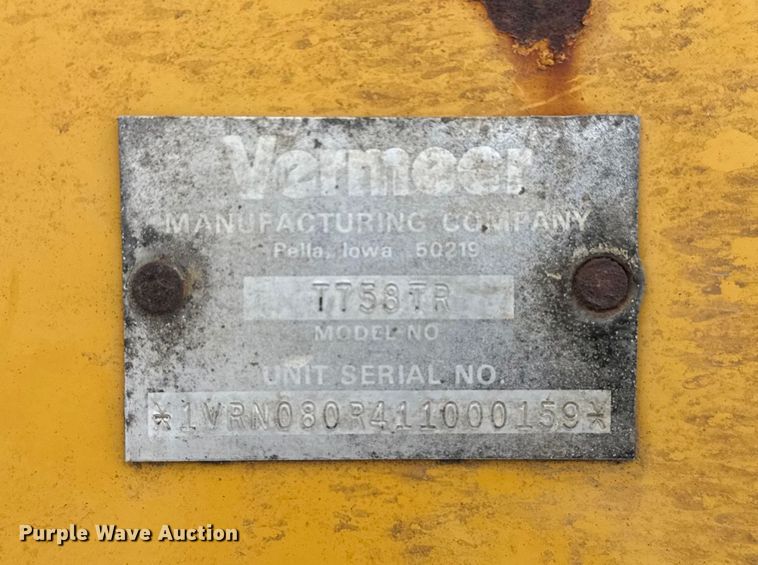 Vermeer
MANUFACTURING COMPANY
Pella, Iowa 50219
TT58TR
MODEL NO
UNIT SERIAL NO.
*1VRN080R411000159*
Purple Wave Auction®